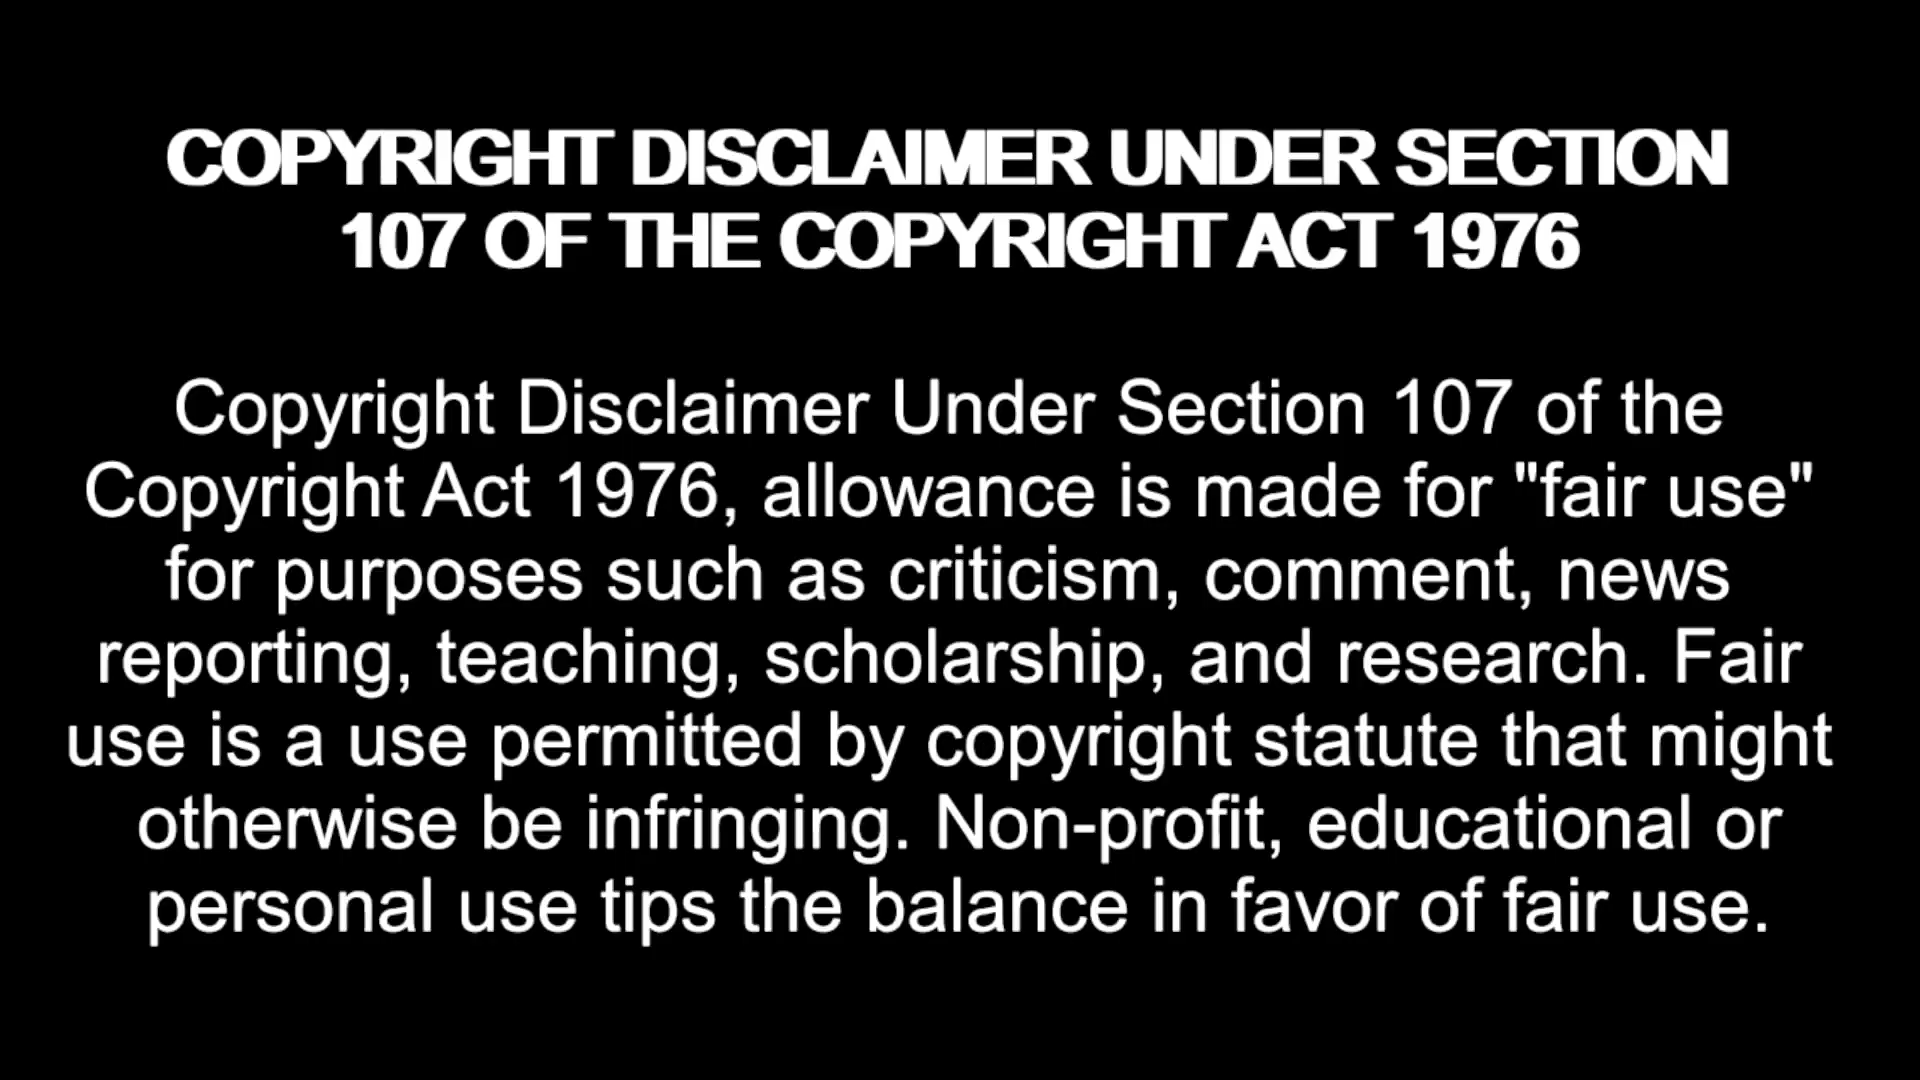 COPYRIGHT DISCLAIMER UNDER SECTION
107 OF THE COPYRIGHT ACT 1976
Copyright Disclaimer Under Section 107 of the
Copyright Act 1976, allowance is made for "fair use"
for purposes such as criticism, comment, news
reporting, teaching, scholarship, and research. Fair
use is a use permitted by copyright statute that might
otherwise be infringing. Non-profit, educational or
personal use tips the balance in favor of fair use.